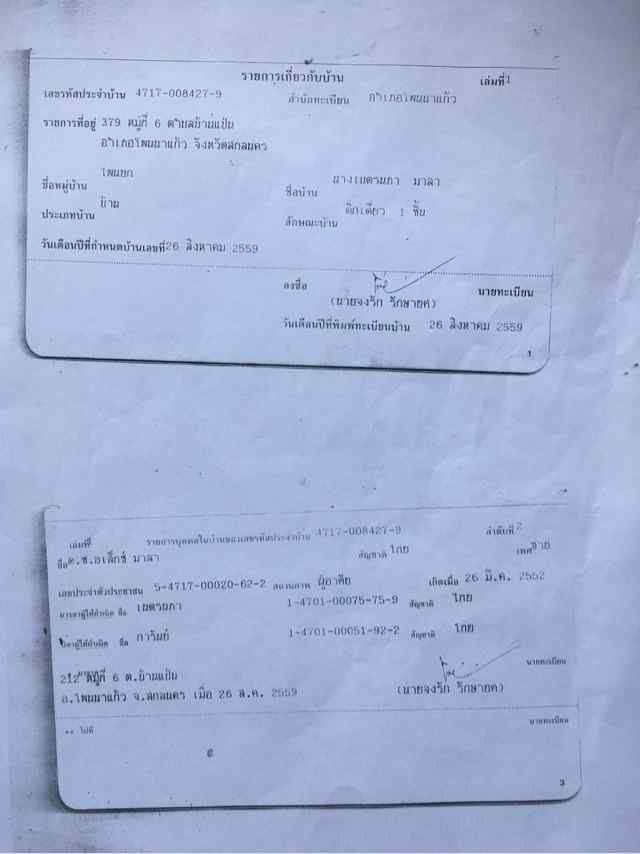 รายการเกี่ยวกับบ้าน เล่มที่ 1
เลขรหัสประจำบ้าน 4717-008427-9 สำนักทะเบียน อำเภอโพนนาแก้ว
รายการที่อยู่ 379 หมู่ที่ 6 ตำบลบ้านแป้น
อำเภอโพนนาแก้ว จังหวัดสกลนคร
ชื่อหมู่บ้าน โพนบก ชื่อบ้าน นางเนตรนภา มาลา
ประเภทบ้าน บ้าน ลักษณะบ้าน ตึกเดี่ยว 1 ชั้น
วันเดือนปีที่กำหนดบ้านเลขที่ 26 สิงหาคม 2559
ลงชื่อ นายทะเบียน
(นายจงรัก รักษายศ)
วันเดือนปีที่พิมพ์ทะเบียนบ้าน 26 สิงหาคม 2559
1
เล่มที่ รายการบุคคลในบ้านของเลขรหัสประจำบ้าน 4717-008427-9 ลำดับที่ 2
ชื่อ ด.ช.อเล็กซ์ มาลา สัญชาติ ไทย เพศ ชาย
เลขประจำตัวประชาชน 5-4717-00020-62-2 สถานภาพ ผู้อาศัย เกิดเมื่อ 26 มี.ค. 2552
มารดาผู้ให้กำเนิด ชื่อ เนตรนภา 1-4701-00075-75-9 สัญชาติ ไทย
บิดาผู้ให้กำเนิด ชื่อ การันย์ 1-4701-00051-92-2 สัญชาติ ไทย
212 หมู่ที่ 6 ต.บ้านแป้น นายทะเบียน
อ.โพนนาแก้ว จ.สกลนคร เมื่อ 26 ส.ค. 2559 (นายจงรัก รักษายศ)
** ไปที่ นายทะเบียน
3